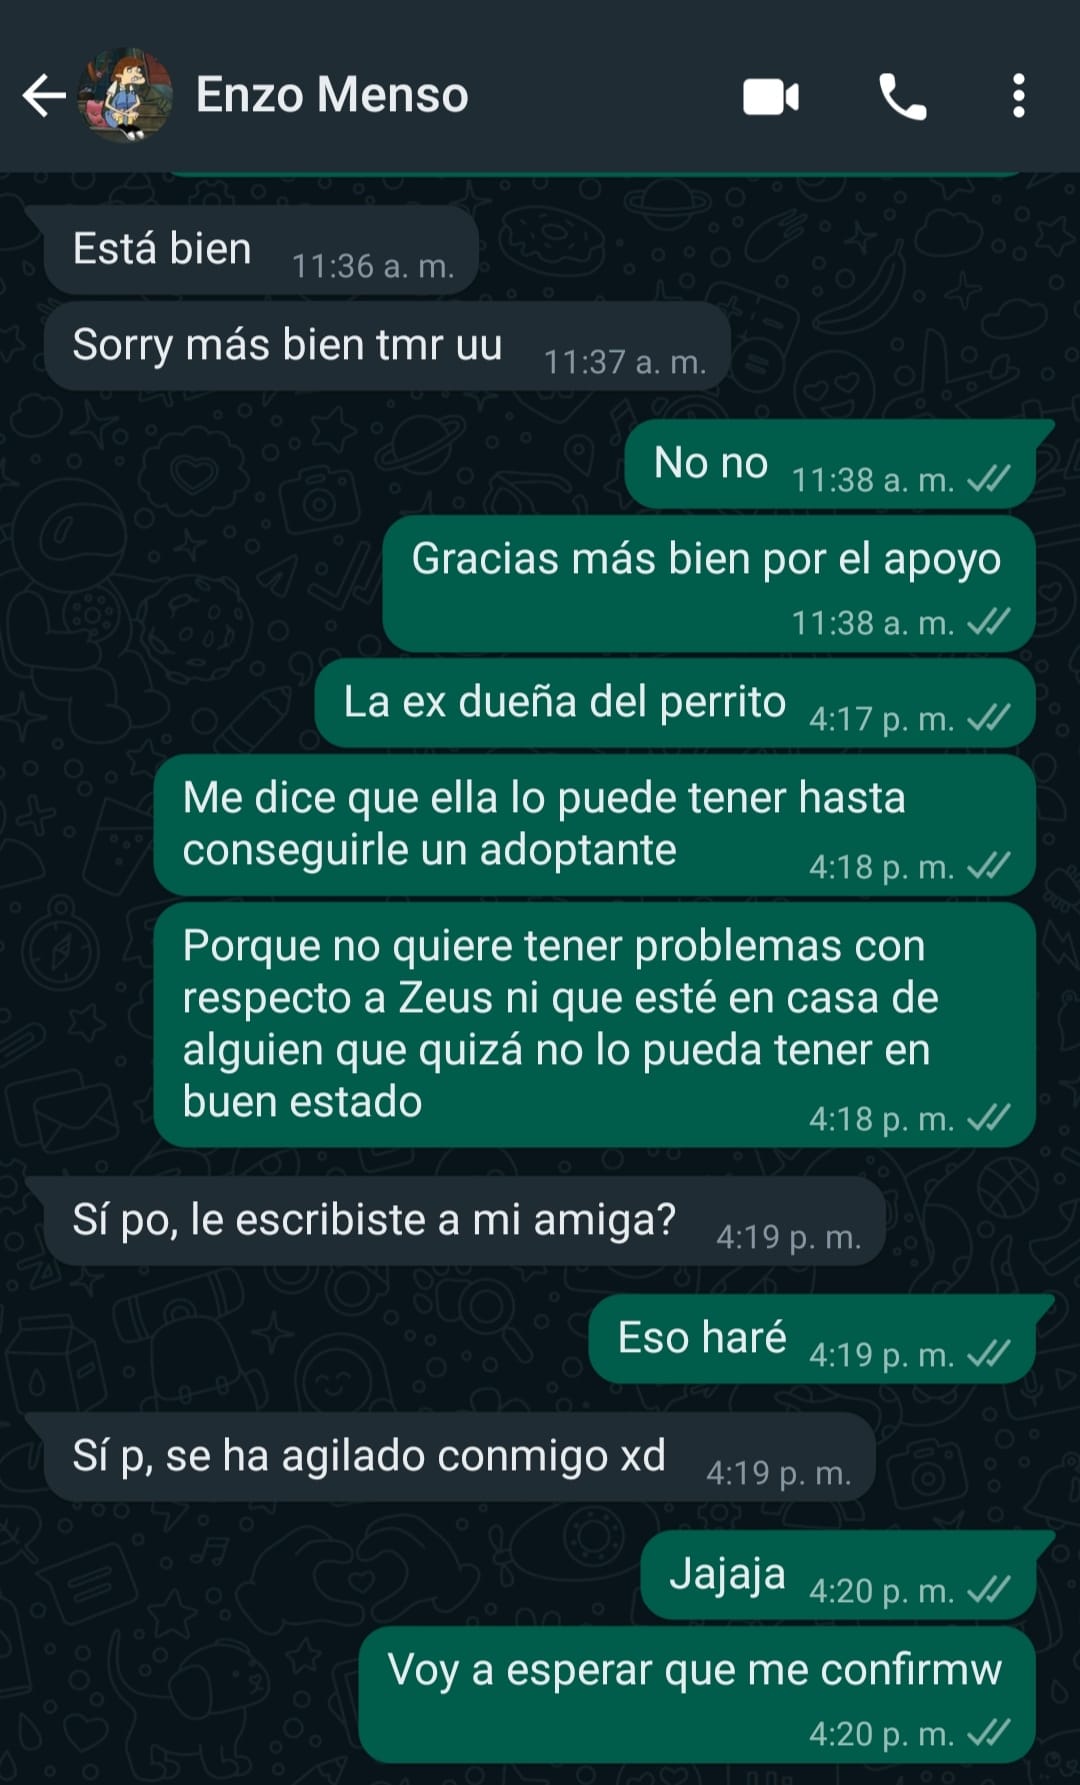 Enzo Menso
Está bien 11:36 a. m.
Sorry más bien tmr uu 11:37 a. m.
No no 11:38 a. m.
Gracias más bien por el apoyo
11:38 a. m.
La ex dueña del perrito 4:17 p. m.
Me dice que ella lo puede tener hasta
conseguirle un adoptante 4:18 p. m.
Porque no quiere tener problemas con
respecto a Zeus ni que esté en casa de
alguien que quizá no lo pueda tener en
buen estado 4:18 p. m.
Sí po, le escribiste a mi amiga? 4:19 p. m.
Eso haré 4:19 p. m.
Sí p, se ha agilado conmigo xd 4:19 p. m.
Jajaja 4:20 p. m.
Voy a esperar que me confirmw
4:20 p. m.